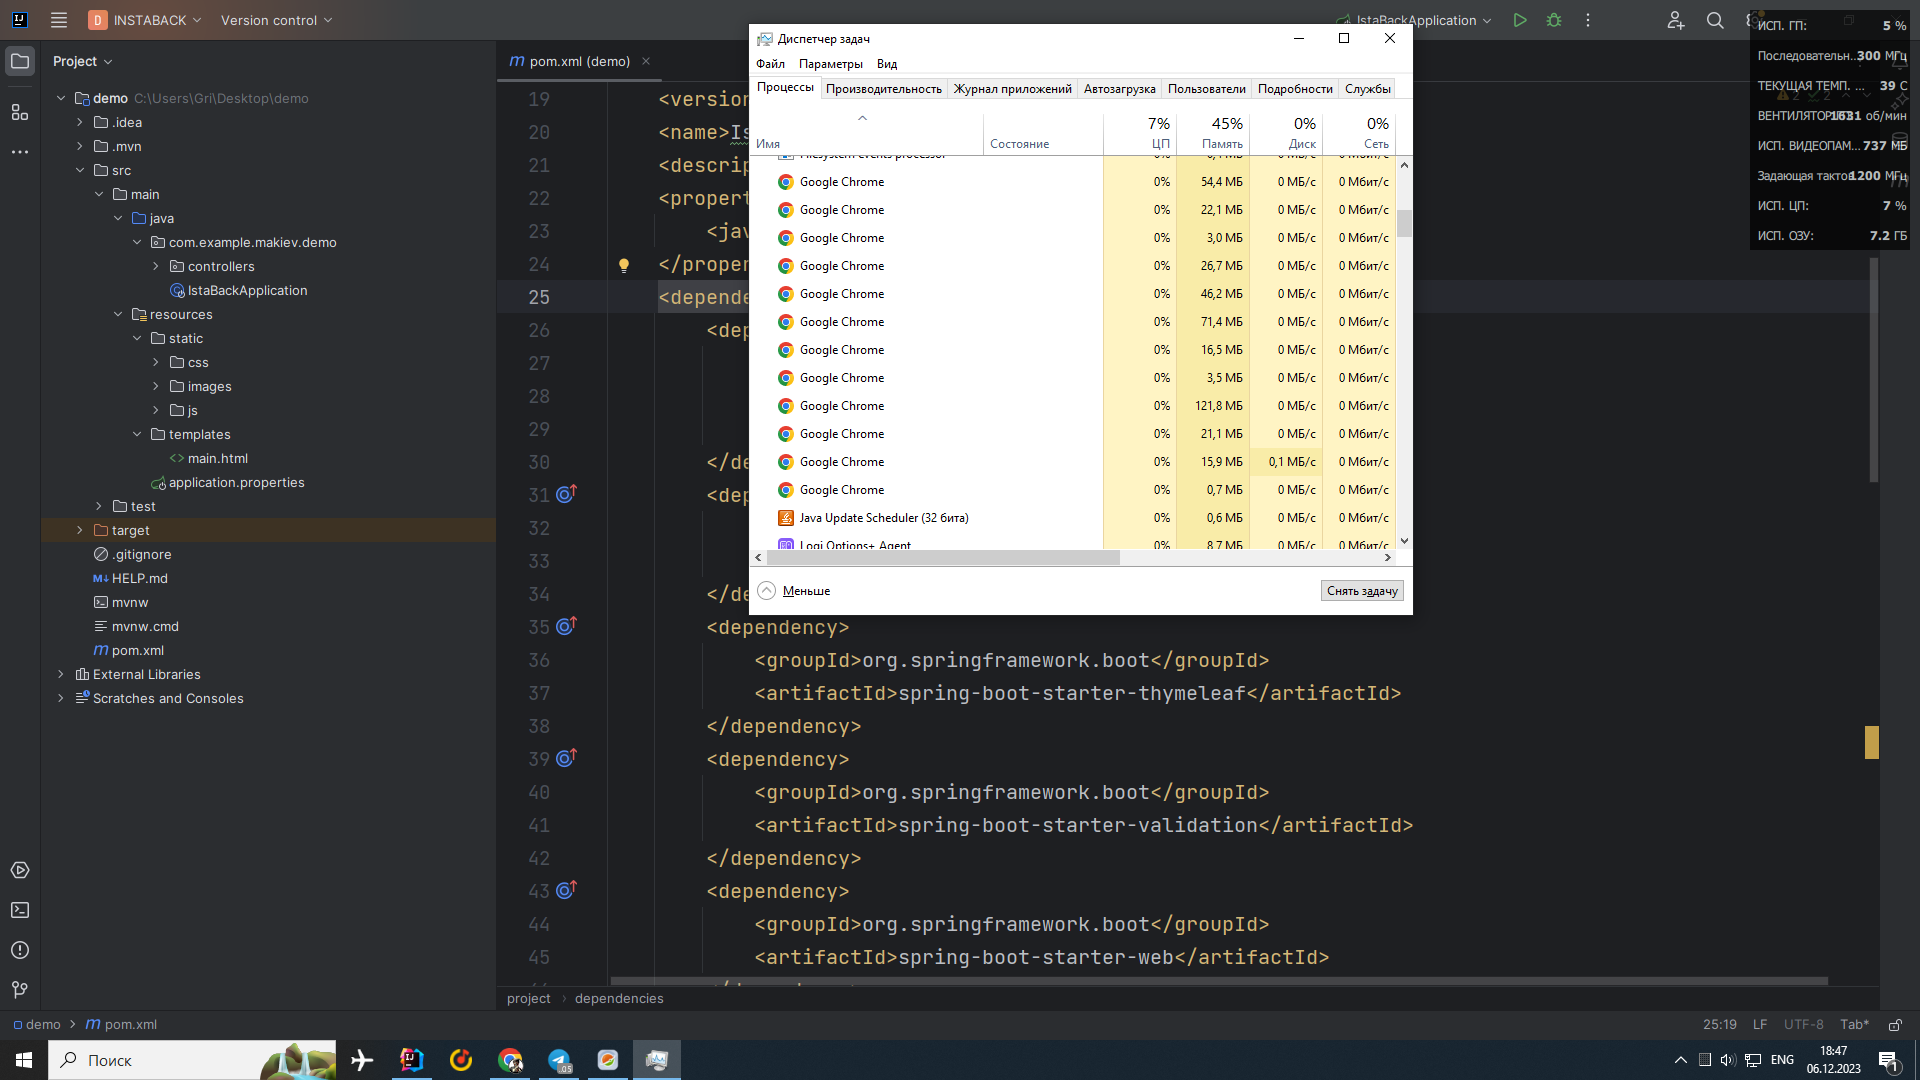 INSTABACK
Version control
IstaBackApplication
Project
demo C:\Users\Gri\Desktop\demo
.idea
.mvn
src
main
java
com.example.makiev.demo
controllers
IstaBackApplication
resources
static
css
images
js
templates
main.html
application.properties
test
target
.gitignore
HELP.md
mvnw
mvnw.cmd
pom.xml
External Libraries
Scratches and Consoles
pom.xml (demo)
19 <version
20 <name>Is
21 <descrip
22 <propert
23 <jav
24 </proper
25 <depende
26 <dep
27
28
29
30 </de
31 <dep
32
33
34 </de
35 <dependency>
36 <groupId>org.springframework.boot</groupId>
37 <artifactId>spring-boot-starter-thymeleaf</artifactId>
38 </dependency>
39 <dependency>
40 <groupId>org.springframework.boot</groupId>
41 <artifactId>spring-boot-starter-validation</artifactId>
42 </dependency>
43 <dependency>
44 <groupId>org.springframework.boot</groupId>
45 <artifactId>spring-boot-starter-web</artifactId>
project > dependencies
Диспетчер задач
Файл Параметры Вид
Процессы Производительность Журнал приложений Автозагрузка Пользователи Подробности Службы
7% 45% 0% 0%
Имя Состояние ЦП Память Диск Сеть
Filesystem events processor
Google Chrome 0% 54,4 МБ 0 МБ/с 0 Мбит/с
Google Chrome 0% 22,1 МБ 0 МБ/с 0 Мбит/с
Google Chrome 0% 3,0 МБ 0 МБ/с 0 Мбит/с
Google Chrome 0% 26,7 МБ 0 МБ/с 0 Мбит/с
Google Chrome 0% 46,2 МБ 0 МБ/с 0 Мбит/с
Google Chrome 0% 71,4 МБ 0 МБ/с 0 Мбит/с
Google Chrome 0% 16,5 МБ 0 МБ/с 0 Мбит/с
Google Chrome 0% 3,5 МБ 0 МБ/с 0 Мбит/с
Google Chrome 0% 121,8 МБ 0 МБ/с 0 Мбит/с
Google Chrome 0% 21,1 МБ 0 МБ/с 0 Мбит/с
Google Chrome 0% 15,9 МБ 0,1 МБ/с 0 Мбит/с
Google Chrome 0% 0,7 МБ 0 МБ/с 0 Мбит/с
Java Update Scheduler (32 бита) 0% 0,6 МБ 0 МБ/с 0 Мбит/с
Logi Options+ Agent 0% 8,7 МБ 0 МБ/с 0 Мбит/с
Меньше
Снять задачу
ИСП. ГП: 5 %
Последовательн... 300 МГц
ТЕКУЩАЯ ТЕМП. ... 39 C
ВЕНТИЛЯТОР 1631 об/мин
ИСП. ВИДЕОПАМ... 737 МБ
Задающая тактов 1200 МГц
ИСП. ЦП: 7 %
ИСП. ОЗУ: 7.2 ГБ
demo > pom.xml
25:19 LF UTF-8 Tab*
Поиск
ENG
18:47
06.12.2023